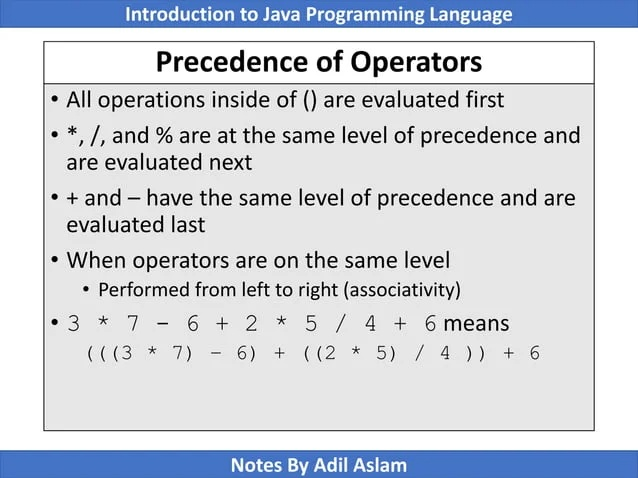 Introduction to Java Programming Language
Precedence of Operators
• All operations inside of () are evaluated first
• *, /, and % are at the same level of precedence and
are evaluated next
• + and – have the same level of precedence and are
evaluated last
• When operators are on the same level
• Performed from left to right (associativity)
• 3 * 7 - 6 + 2 * 5 / 4 + 6 means
(((3 * 7) – 6) + ((2 * 5) / 4 )) + 6
Notes By Adil Aslam